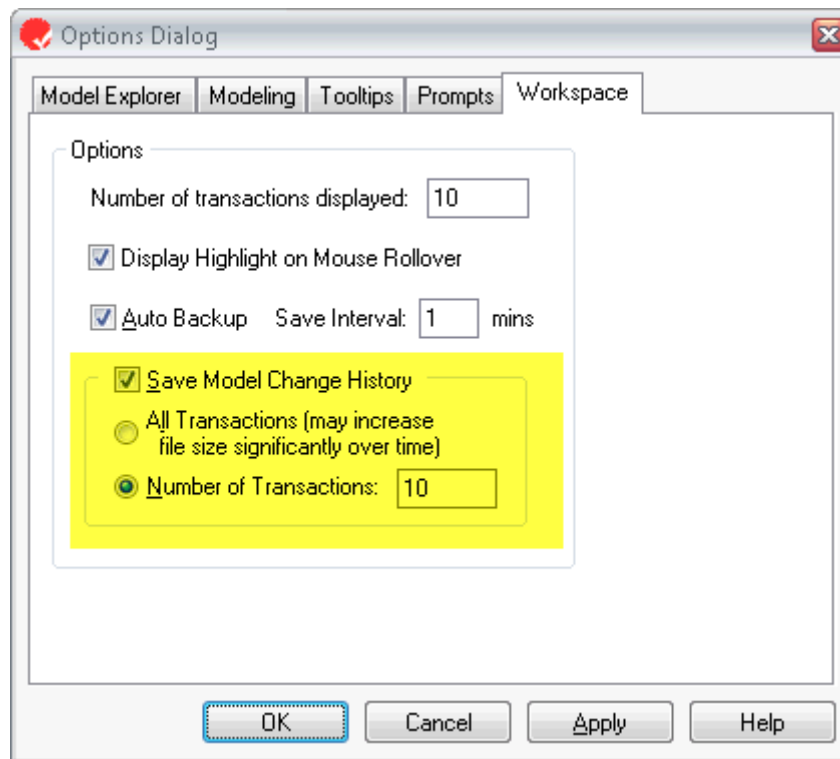 Options Dialog
Model Explorer Modeling Tooltips Prompts Workspace
Options
Number of transactions displayed: 10
Display Highlight on Mouse Rollover
Auto Backup Save Interval: 1 mins
Save Model Change History
All Transactions (may increase
file size significantly over time)
Number of Transactions: 10
OK Cancel Apply Help